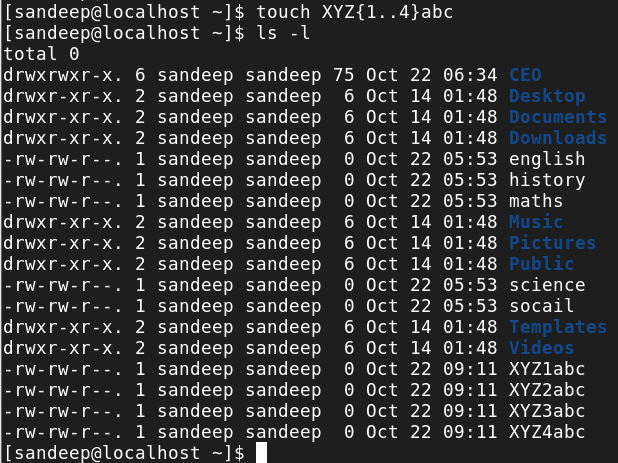 [sandeep@localhost ~]$ touch XYZ{1..4}abc
[sandeep@localhost ~]$ ls -l
total 0
drwxrwxr-x. 6 sandeep sandeep 75 Oct 22 06:34 CEO
drwxr-xr-x. 2 sandeep sandeep  6 Oct 14 01:48 Desktop
drwxr-xr-x. 2 sandeep sandeep  6 Oct 14 01:48 Documents
drwxr-xr-x. 2 sandeep sandeep  6 Oct 14 01:48 Downloads
-rw-rw-r--. 1 sandeep sandeep  0 Oct 22 05:53 english
-rw-rw-r--. 1 sandeep sandeep  0 Oct 22 05:53 history
-rw-rw-r--. 1 sandeep sandeep  0 Oct 22 05:53 maths
drwxr-xr-x. 2 sandeep sandeep  6 Oct 14 01:48 Music
drwxr-xr-x. 2 sandeep sandeep  6 Oct 14 01:48 Pictures
drwxr-xr-x. 2 sandeep sandeep  6 Oct 14 01:48 Public
-rw-rw-r--. 1 sandeep sandeep  0 Oct 22 05:53 science
-rw-rw-r--. 1 sandeep sandeep  0 Oct 22 05:53 socail
drwxr-xr-x. 2 sandeep sandeep  6 Oct 14 01:48 Templates
drwxr-xr-x. 2 sandeep sandeep  6 Oct 14 01:48 Videos
-rw-rw-r--. 1 sandeep sandeep  0 Oct 22 09:11 XYZ1abc
-rw-rw-r--. 1 sandeep sandeep  0 Oct 22 09:11 XYZ2abc
-rw-rw-r--. 1 sandeep sandeep  0 Oct 22 09:11 XYZ3abc
-rw-rw-r--. 1 sandeep sandeep  0 Oct 22 09:11 XYZ4abc
[sandeep@localhost ~]$